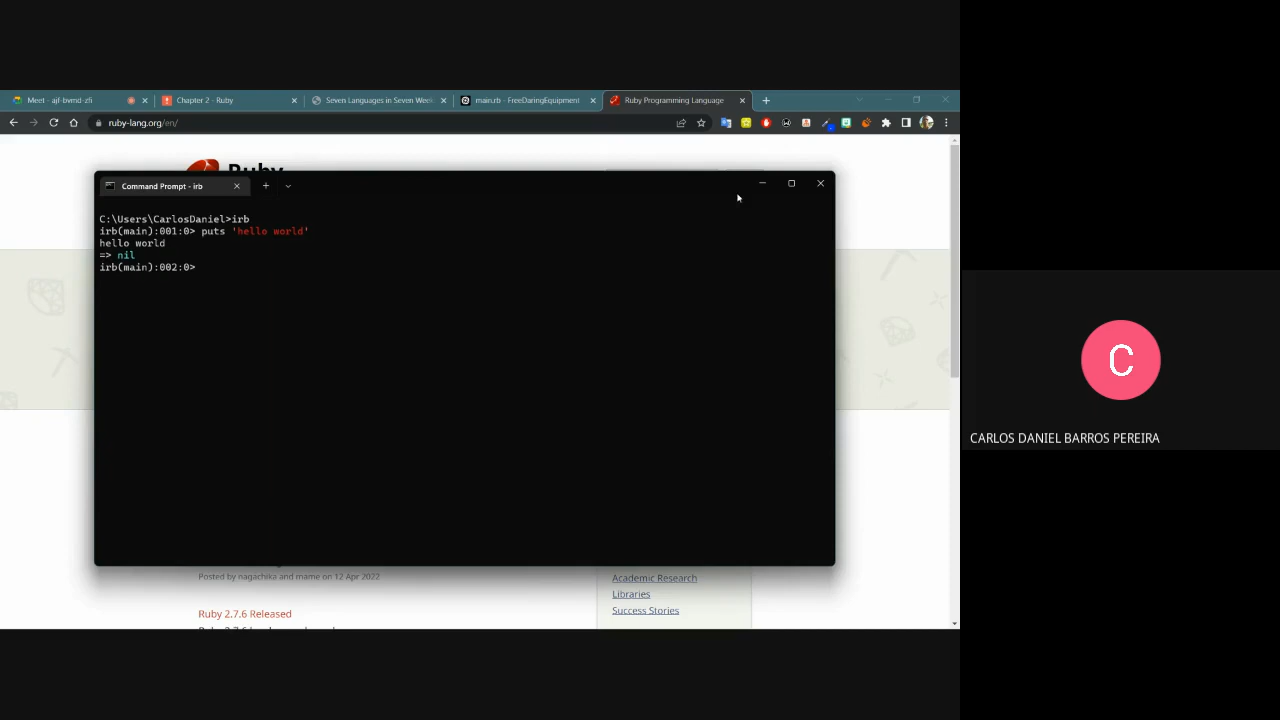 Meet - ajf-bvmd-zfi
Chapter 2 - Ruby
Seven Languages in Seven Week
main.rb - FreeDaringEquipment
Ruby Programming Language
ruby-lang.org/en/
Ruby
Command Prompt - irb
C:\Users\CarlosDaniel>irb
irb(main):001:0> puts 'hello world'
hello world
=> nil
irb(main):002:0>
Posted by nagachika and mame on 12 Apr 2022
Ruby 2.7.6 Released
Academic Research
Libraries
Success Stories
C
CARLOS DANIEL BARROS PEREIRA